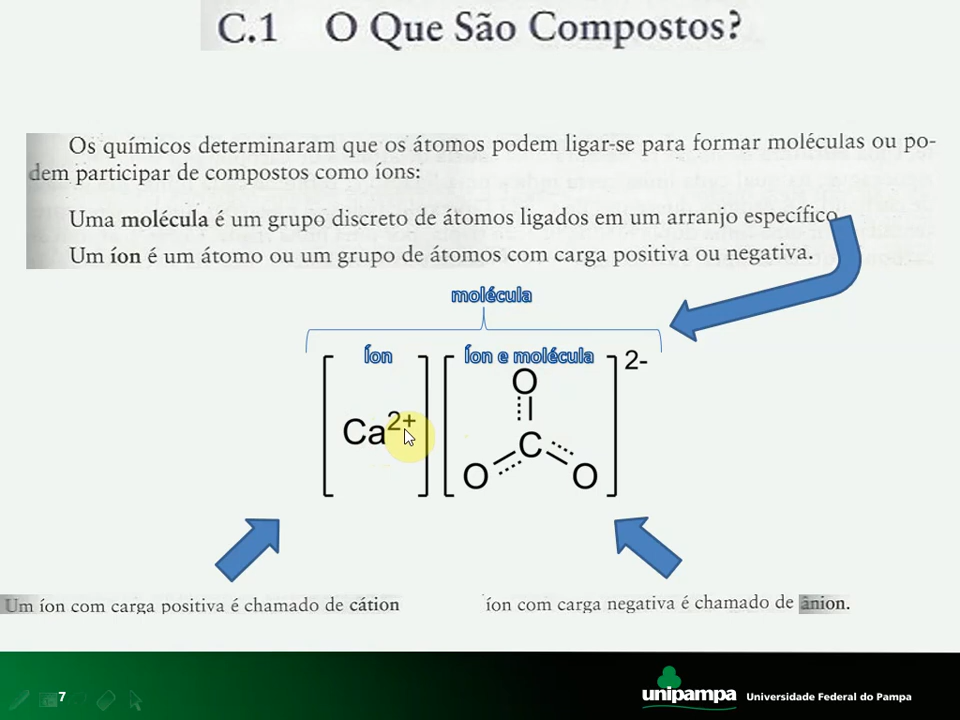 C.1 O Que São Compostos?
Os químicos determinaram que os átomos podem ligar-se para formar moléculas ou po-
dem participar de compostos como íons:
Uma molécula é um grupo discreto de átomos ligados em um arranjo específico.
Um íon é um átomo ou um grupo de átomos com carga positiva ou negativa.
molécula
Íon
Íon e molécula
2-
O
Ca2+
C
O
O
Um íon com carga positiva é chamado de cátion
íon com carga negativa é chamado de ânion.
7
unipampa
Universidade Federal do Pampa